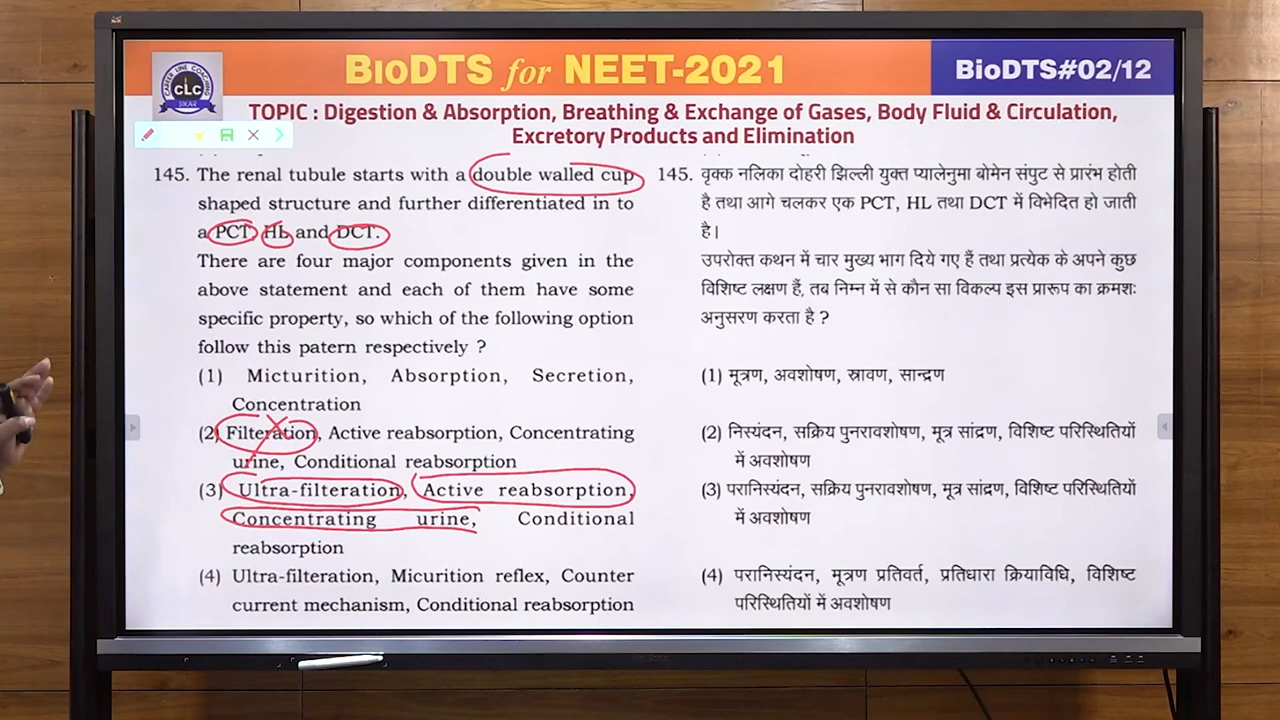 BIODTS for NEET-2021
BIODTS#02/12
CAREER LINE COACHING
CLC
SIKAR
TOPIC : Digestion & Absorption, Breathing & Exchange of Gases, Body Fluid & Circulation,
Excretory Products and Elimination
145. The renal tubule starts with a double walled cup
shaped structure and further differentiated in to
a PCT, HL and DCT.
There are four major components given in the
above statement and each of them have some
specific property, so which of the following option
follow this patern respectively ?
(1) Micturition, Absorption, Secretion,
Concentration
(2) Filteration, Active reabsorption, Concentrating
urine, Conditional reabsorption
(3) Ultra-filteration, Active reabsorption,
Concentrating urine, Conditional
reabsorption
(4) Ultra-filteration, Micurition reflex, Counter
current mechanism, Conditional reabsorption
145. वृक्क नलिका दोहरी झिल्ली युक्त प्यालेनुमा बोमेन संपुट से प्रारंभ होती
है तथा आगे चलकर एक PCT, HL तथा DCT में विभेदित हो जाती
है।
उपरोक्त कथन में चार मुख्य भाग दिये गए हैं तथा प्रत्येक के अपने कुछ
विशिष्ट लक्षण हैं, तब निम्न में से कौन सा विकल्प इस प्रारूप का क्रमशः
अनुसरण करता है ?
(1) मूत्रण, अवशोषण, स्रावण, सान्द्रण
(2) निस्यंदन, सक्रिय पुनरावशोषण, मूत्र सांद्रण, विशिष्ट परिस्थितियों
में अवशोषण
(3) परानिस्यंदन, सक्रिय पुनरावशोषण, मूत्र सांद्रण, विशिष्ट परिस्थितियों
में अवशोषण
(4) परानिस्यंदन, मूत्रण प्रतिवर्त, प्रतिधारा क्रियाविधि, विशिष्ट
परिस्थितियों में अवशोषण